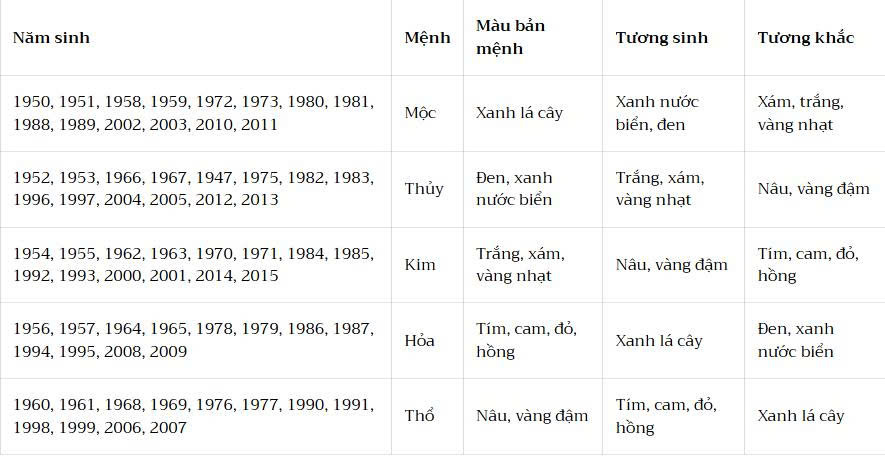 Năm sinh Mệnh Màu bản mệnh Tương sinh Tương khắc
1950, 1951, 1958, 1959, 1972, 1973, 1980, 1981,
1988, 1989, 2002, 2003, 2010, 2011
Mộc
Xanh lá cây
Xanh nước
biển, đen
Xám, trắng,
vàng nhạt
1952, 1953, 1966, 1967, 1947, 1975, 1982, 1983,
1996, 1997, 2004, 2005, 2012, 2013
Thủy
Đen, xanh
nước biển
Trắng, xám,
vàng nhạt
Nâu, vàng đậm
1954, 1955, 1962, 1963, 1970, 1971, 1984, 1985,
1992, 1993, 2000, 2001, 2014, 2015
Kim
Trắng, xám,
vàng nhạt
Nâu, vàng đậm
Tím, cam, đỏ,
hồng
1956, 1957, 1964, 1965, 1978, 1979, 1986, 1987,
1994, 1995, 2008, 2009
Hỏa
Tím, cam, đỏ,
hồng
Xanh lá cây
Đen, xanh
nước biển
1960, 1961, 1968, 1969, 1976, 1977, 1990, 1991,
1998, 1999, 2006, 2007
Thổ
Nâu, vàng đậm
Tím, cam, đỏ,
hồng
Xanh lá cây